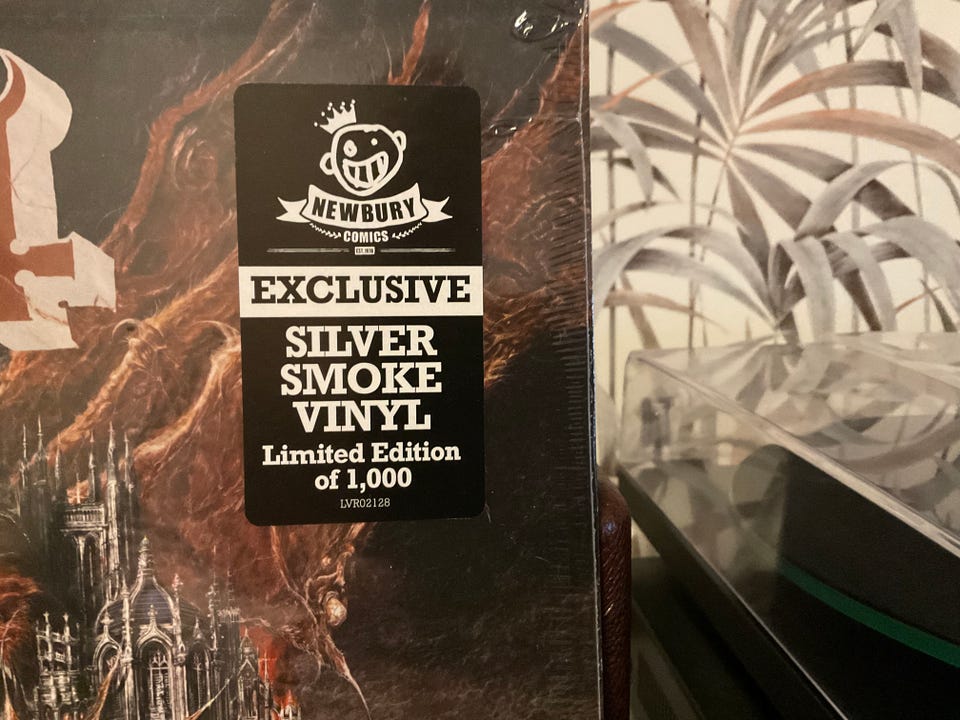 NEWBURY
COMICS
EST. 1978
EXCLUSIVE
SILVER
SMOKE
VINYL
Limited Edition
of 1,000
LVR02128